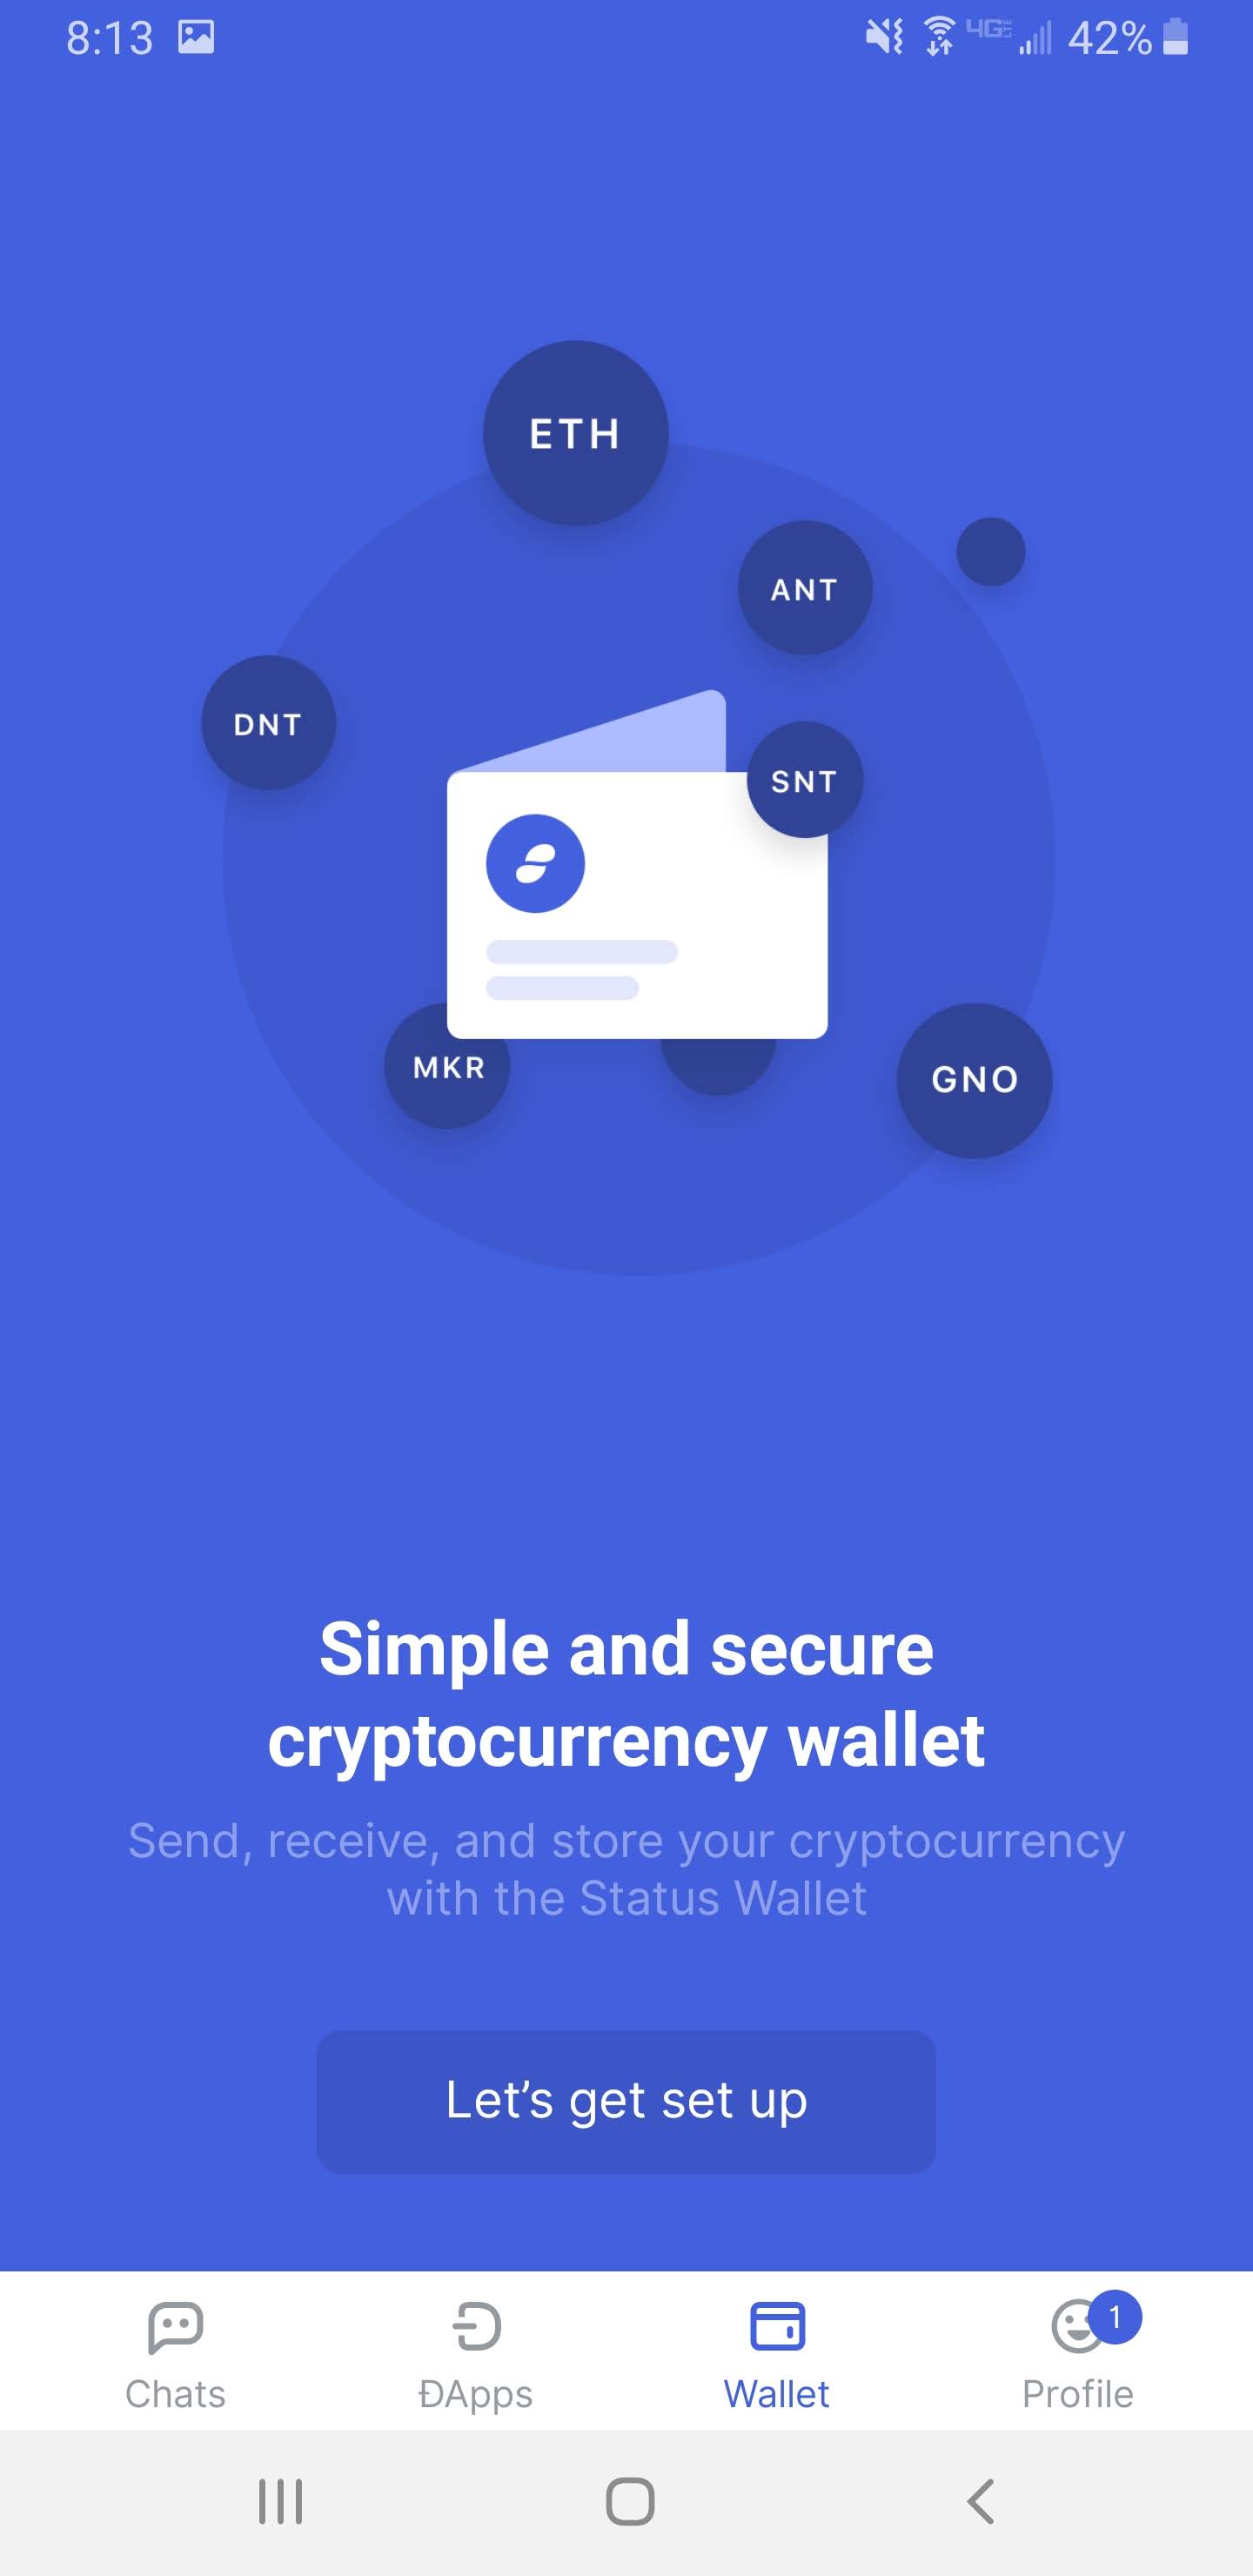 8:13
4G LTE 42%
ETH
ANT
DNT
SNT
MKR
GNO
Simple and secure
cryptocurrency wallet
Send, receive, and store your cryptocurrency
with the Status Wallet
Let’s get set up
1
Chats ĐApps Wallet Profile